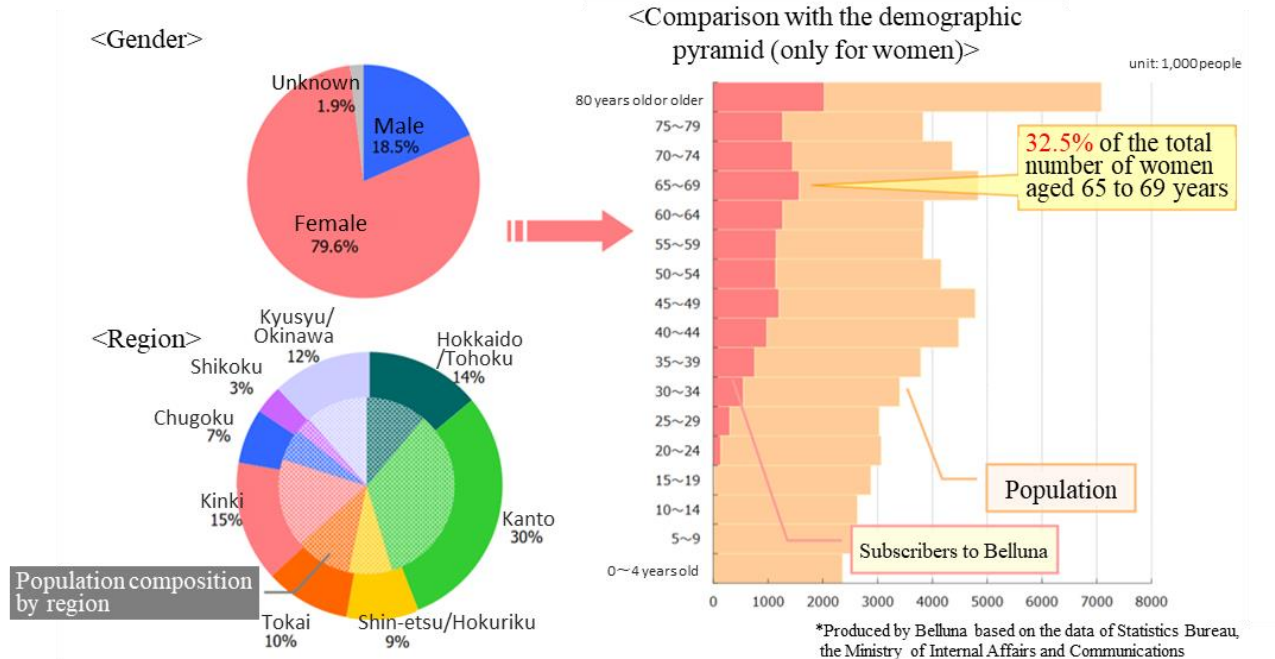 <Gender>
Unknown
1.9%
Male
18.5%
Female
79.6%
<Region>
Kyusyu/
Okinawa
12%
Hokkaido
/Tohoku
14%
Shikoku
3%
Chugoku
7%
Kinki
15%
Kanto
30%
Population composition
by region
Tokai
10%
Shin-etsu/Hokuriku
9%
<Comparison with the demographic
pyramid (only for women)>
unit: 1,000people
80 years old or older
75～79
70～74
65～69
60～64
55～59
50～54
45～49
40～44
35～39
30～34
25～29
20～24
15～19
10～14
5～9
0～4 years old
0 1000 2000 3000 4000 5000 6000 7000 8000
32.5% of the total
number of women
aged 65 to 69 years
Population
Subscribers to Belluna
*Produced by Belluna based on the data of Statistics Bureau,
the Ministry of Internal Affairs and Communications